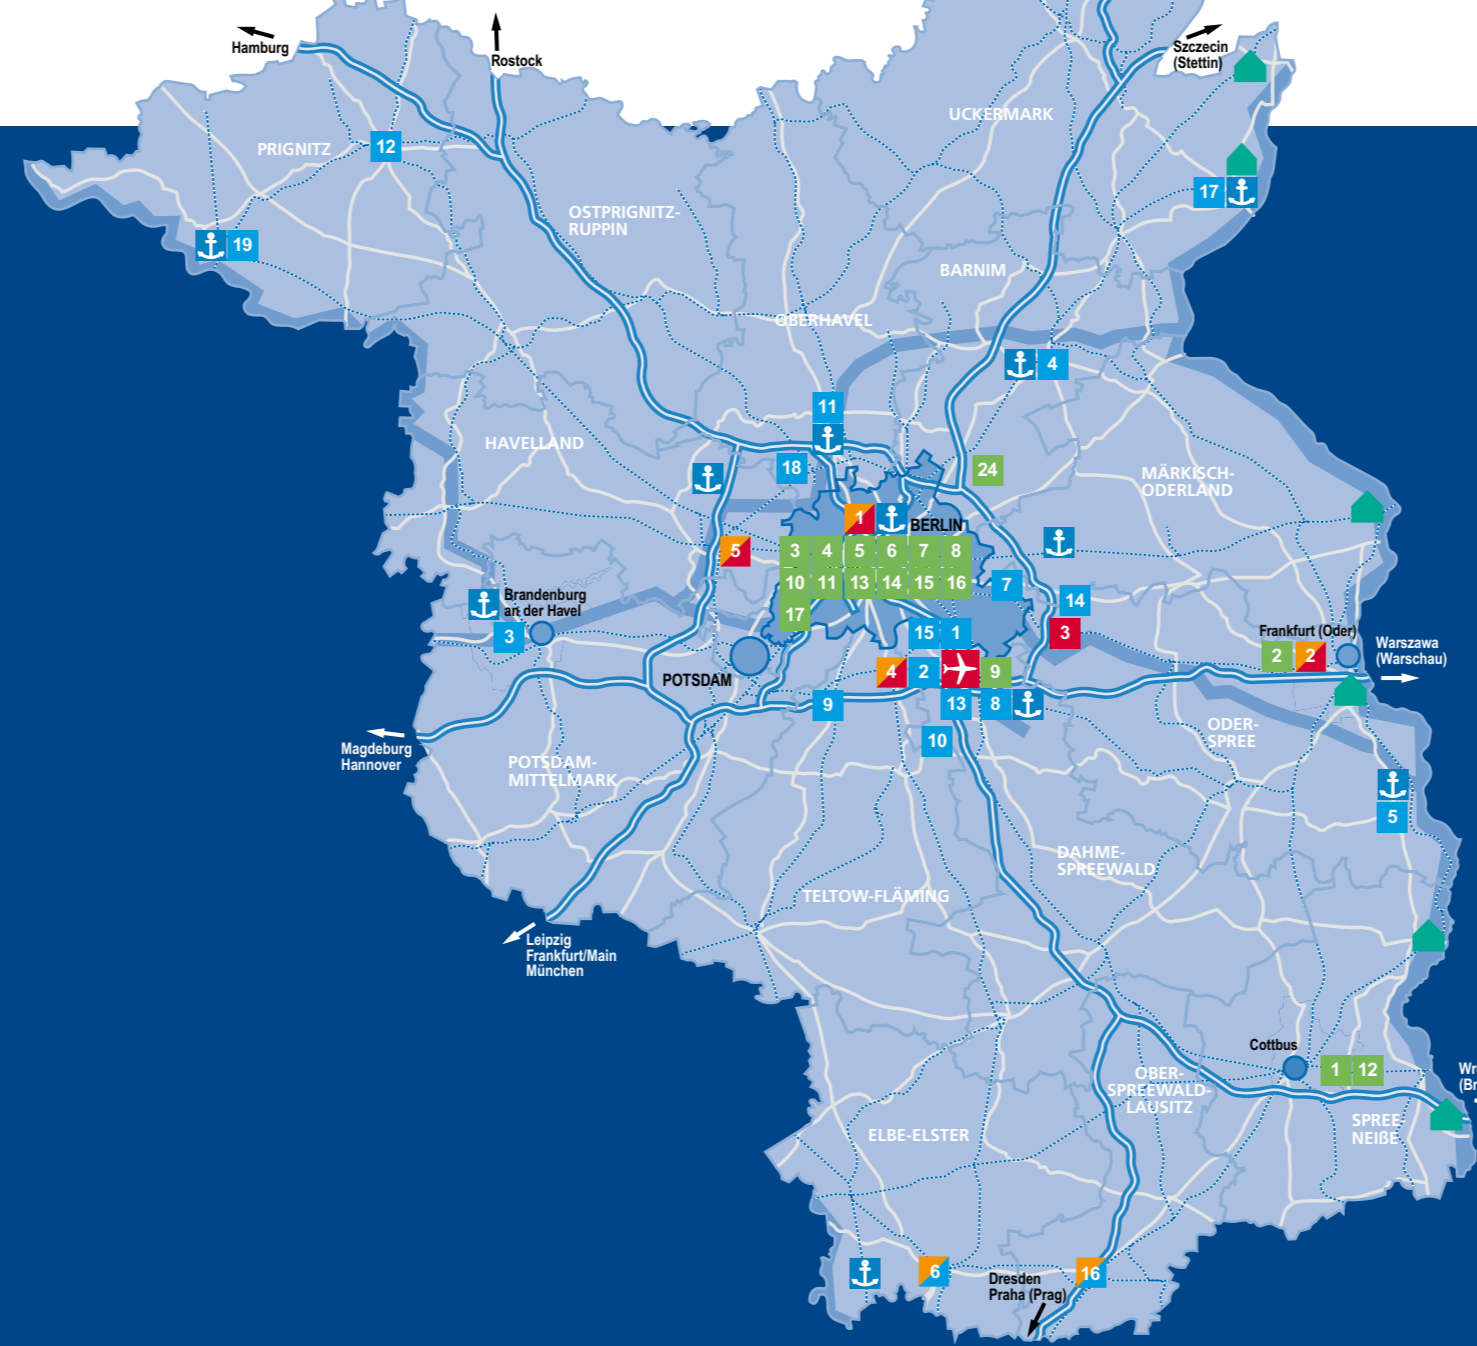 Hamburg
Rostock
Szczecin
(Stettin)
UCKERMARK
PRIGNITZ
12
17
OSTPRIGNITZ-
RUPPIN
19
BARNIM
OBERHAVEL
4
11
HAVELLAND
18
24
MÄRKISCH-
ODERLAND
1
BERLIN
5
3 4 5 6 7 8
10 11 13 14 15 16
7
17
14
Brandenburg
an der Havel
3
15 1
3
Frankfurt (Oder)
2 2
Warszawa
(Warschau)
POTSDAM
4 2 9
9
13 8
10
ODER-
SPREE
Magdeburg
Hannover
POTSDAM-
MITTELMARK
5
DAHME-
SPREEWALD
TELTOW-FLÄMING
Leipzig
Frankfurt/Main
München
Cottbus
1 12
OBER-
SPREEWALD-
LAUSITZ
SPREE
NEIßE
ELBE-ELSTER
6
16
Dresden
Praha (Prag)